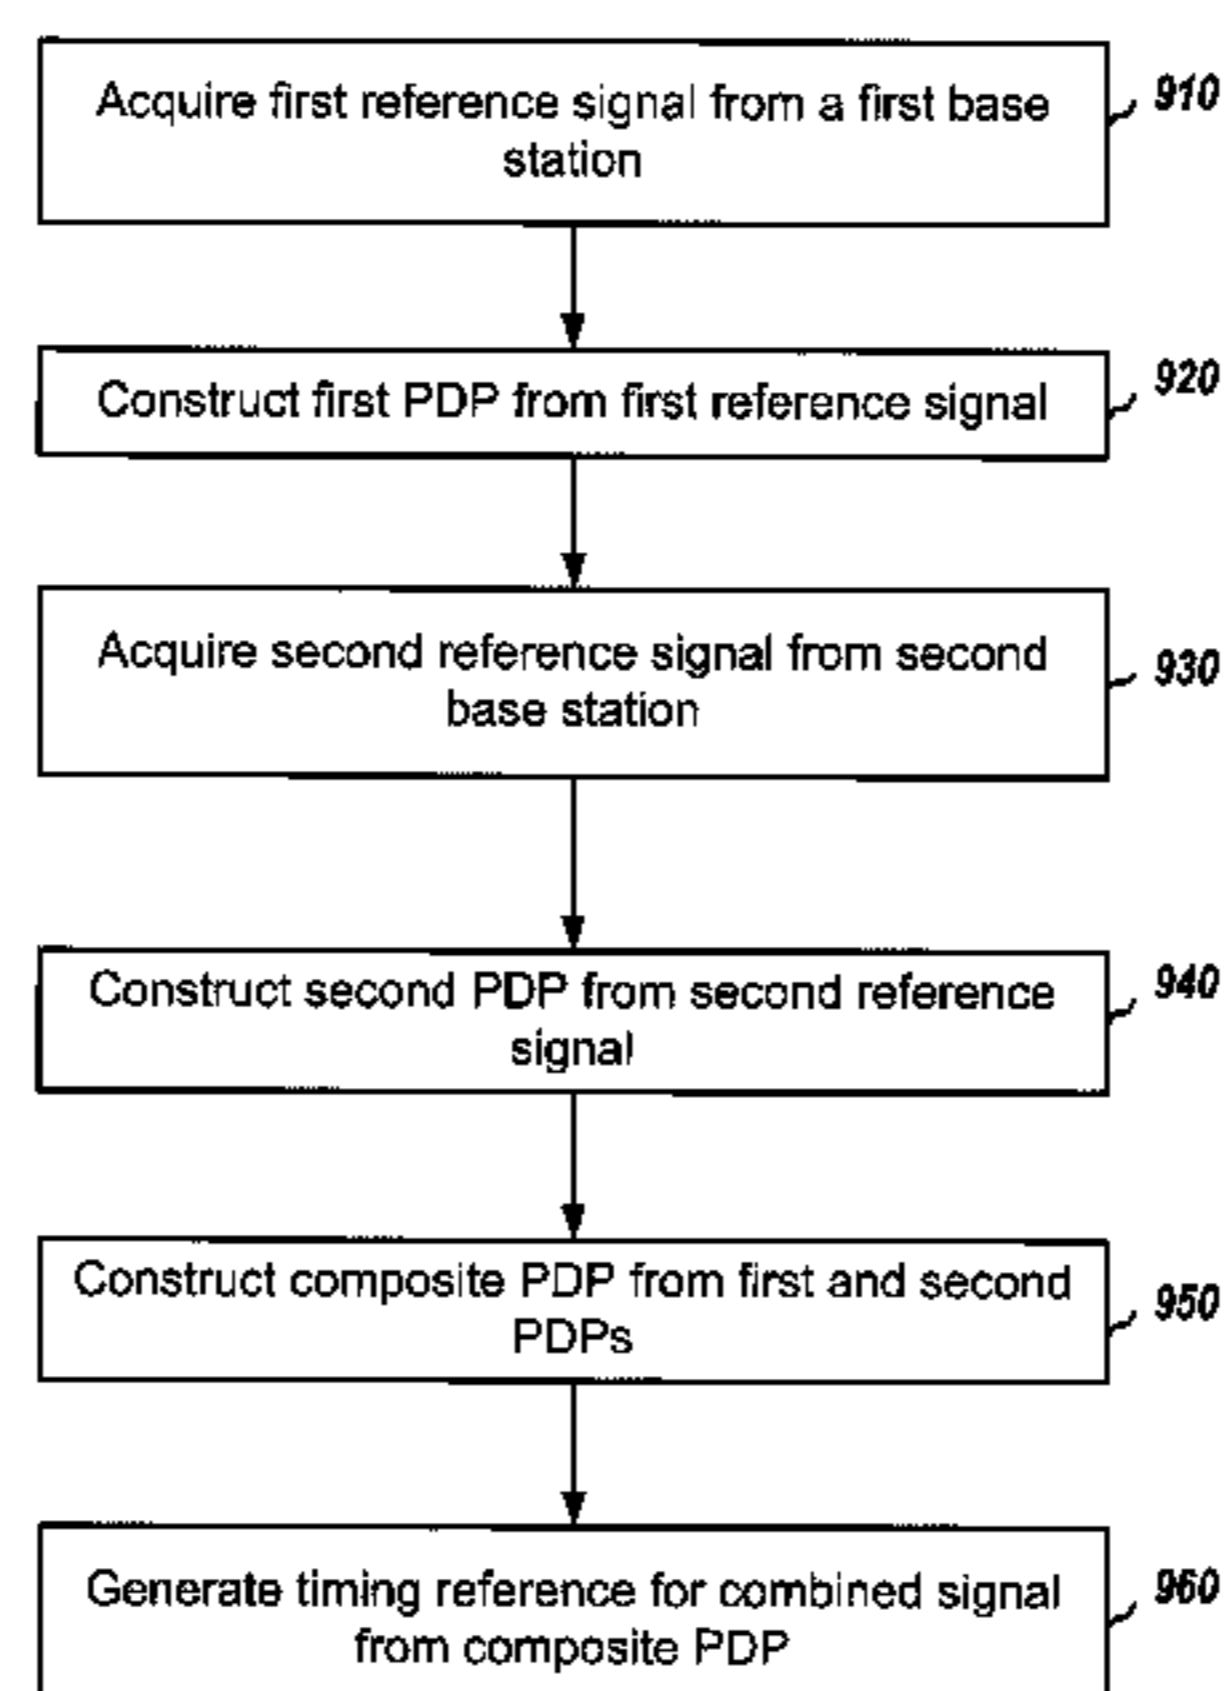 Acquire first reference signal from a first base
station
910
Construct first PDP from first reference signal
920
Acquire second reference signal from second
base station
930
Construct second PDP from second reference
signal
940
Construct composite PDP from first and second
PDPs
950
Generate timing reference for combined signal
from composite PDP
960